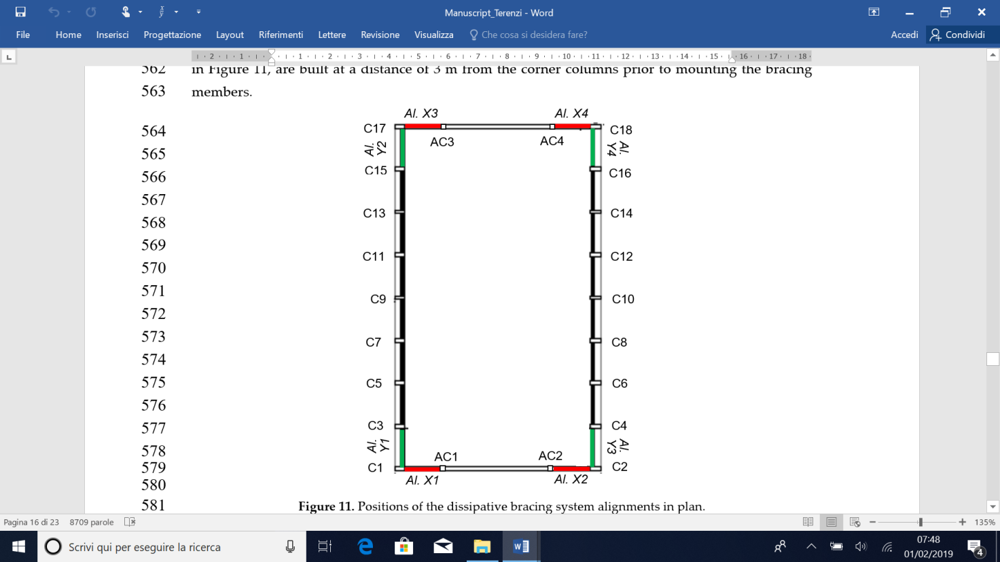 Manuscript_Terenzi - Word
File Home Inserisci Progettazione Layout Riferimenti Lettere Revisione Visualizza Che cosa si desidera fare? Accedi Condividi
2 1 1 2 3 4 5 6 7 8 9 10 11 12 13 14 15 16 17 18
562 in Figure 11, are built at a distance of 3 m from the corner columns prior to mounting the bracing
563 members.
Al. X3 Al. X4
564 C17 C18
AC3 AC4
565 Al. Y2 Al. Y4
566 C15 C16
567
568 C13 C14
569
570 C11 C12
571
572 C9 C10
573
574 C7 C8
575 C5 C6
576
577 C3 C4
578 Al. Y1 Al. Y3
AC1 AC2
579 C1 C2
580 Al. X1 Al. X2
581 Figure 11. Positions of the dissipative bracing system alignments in plan.
Pagina 16 di 23 8709 parole 135%
Scrivi qui per eseguire la ricerca
07:48
01/02/2019
4